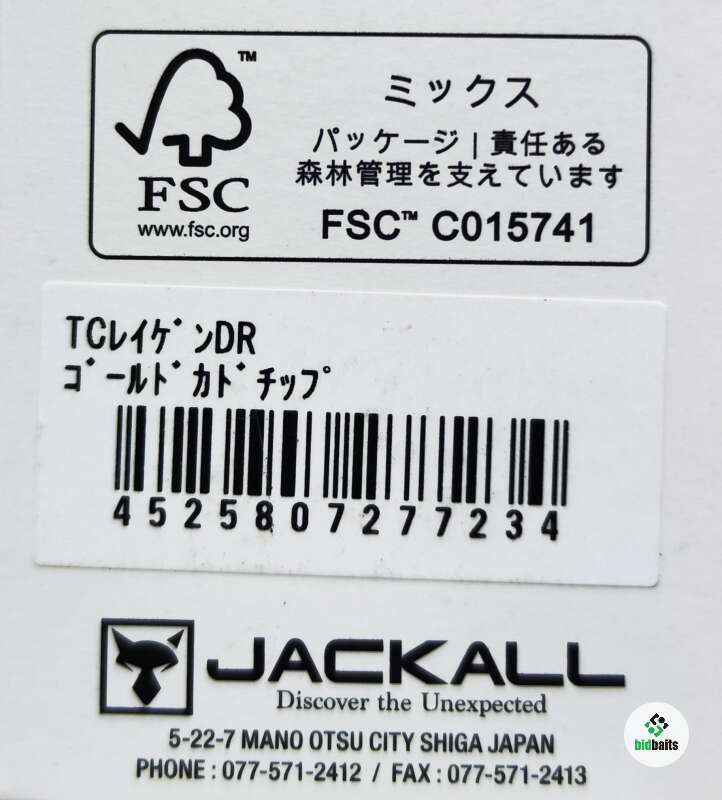 ™
FSC
www.fsc.org
ミックス
パッケージ | 責任ある
森林管理を支えています
FSC™ C015741
TCﾚｲｹﾞﾝDR
ｺﾞｰﾙﾄﾞｶﾄﾞﾁｯﾌﾟ
4525807277234
JACKALL
Discover the Unexpected
5-22-7 MANO OTSU CITY SHIGA JAPAN
PHONE : 077-571-2412 / FAX : 077-571-2413
bidbaits